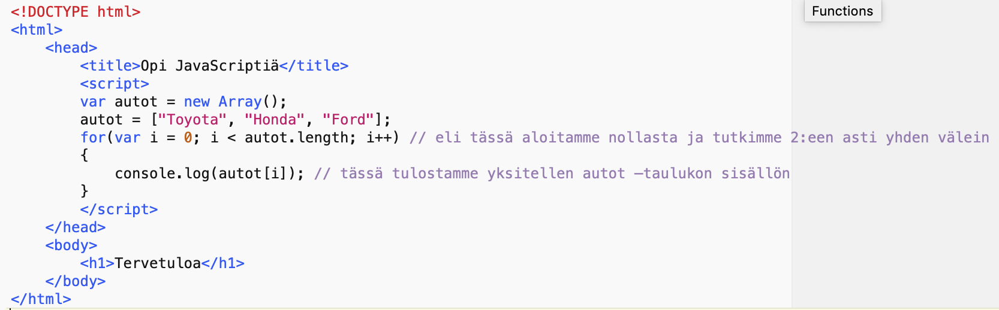 <!DOCTYPE html>
Functions
<html>
    <head>
        <title>Opi JavaScriptiä</title>
        <script>
        var autot = new Array();
        autot = ["Toyota", "Honda", "Ford"];
        for(var i = 0; i < autot.length; i++) // eli tässä aloitamme nollasta ja tutkimme 2:een asti yhden välein
        {
            console.log(autot[i]); // tässä tulostamme yksitellen autot –taulukon sisällön
        }
        </script>
    </head>
    <body>
        <h1>Tervetuloa</h1>
    </body>
</html>